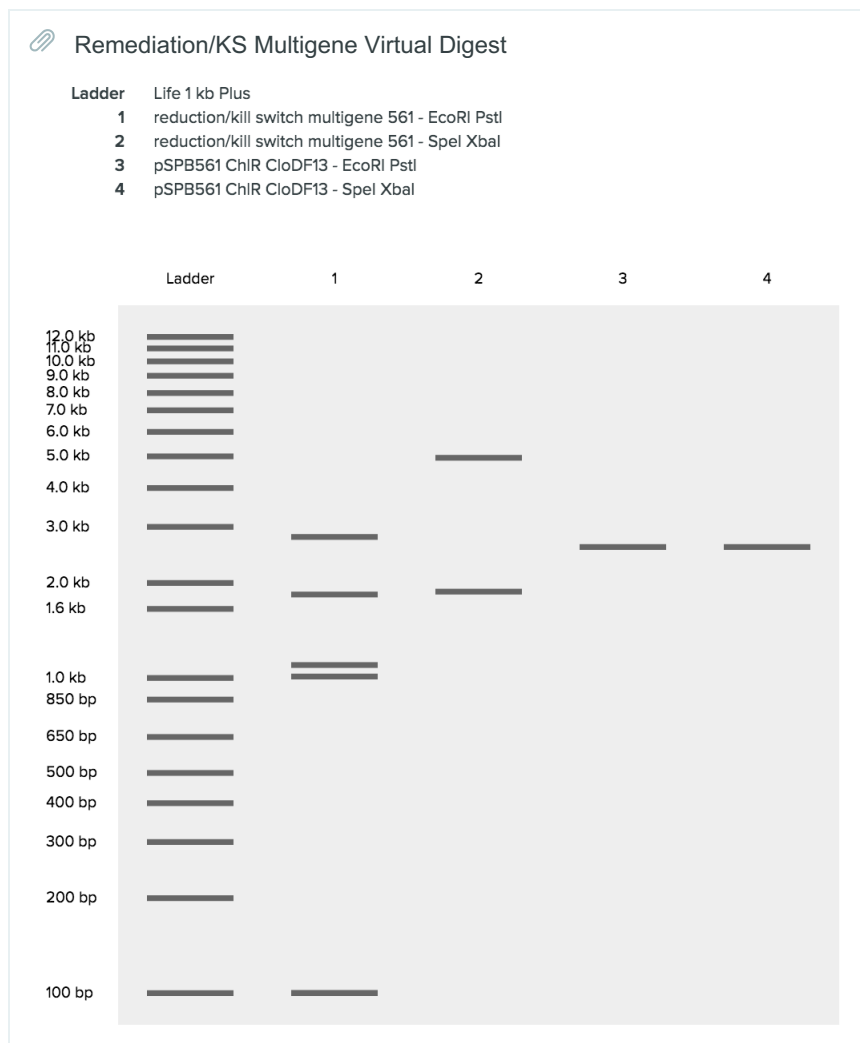 Remediation/KS Multigene Virtual Digest
Ladder Life 1 kb Plus
1 reduction/kill switch multigene 561 - EcoRI PstI
2 reduction/kill switch multigene 561 - SpeI XbaI
3 pSPB561 ChlR CloDF13 - EcoRI PstI
4 pSPB561 ChlR CloDF13 - SpeI XbaI
Ladder 1 2 3 4
12.0 kb
11.0 kb
10.0 kb
9.0 kb
8.0 kb
7.0 kb
6.0 kb
5.0 kb
4.0 kb
3.0 kb
2.0 kb
1.6 kb
1.0 kb
850 bp
650 bp
500 bp
400 bp
300 bp
200 bp
100 bp